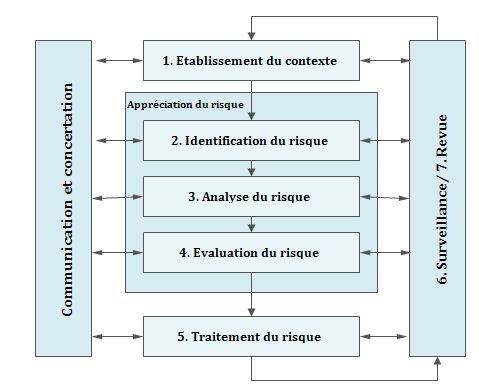 1. Etablissement du contexte
Appréciation du risque
2. Identification du risque
3. Analyse du risque
4. Evaluation du risque
5. Traitement du risque
Communication et concertation
6. Surveillance/ 7. Revue